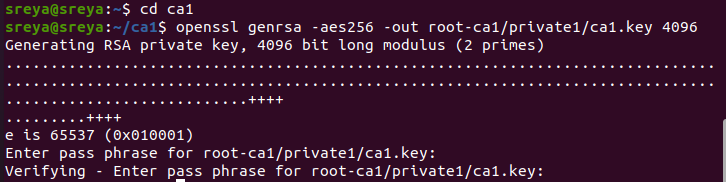 sreya@sreya:~$ cd ca1
sreya@sreya:~/ca1$ openssl genrsa -aes256 -out root-ca1/private1/ca1.key 4096
Generating RSA private key, 4096 bit long modulus (2 primes)
.........................................................................................
.........................................................................................
..............................++++
..........++++
e is 65537 (0x010001)
Enter pass phrase for root-ca1/private1/ca1.key:
Verifying - Enter pass phrase for root-ca1/private1/ca1.key: